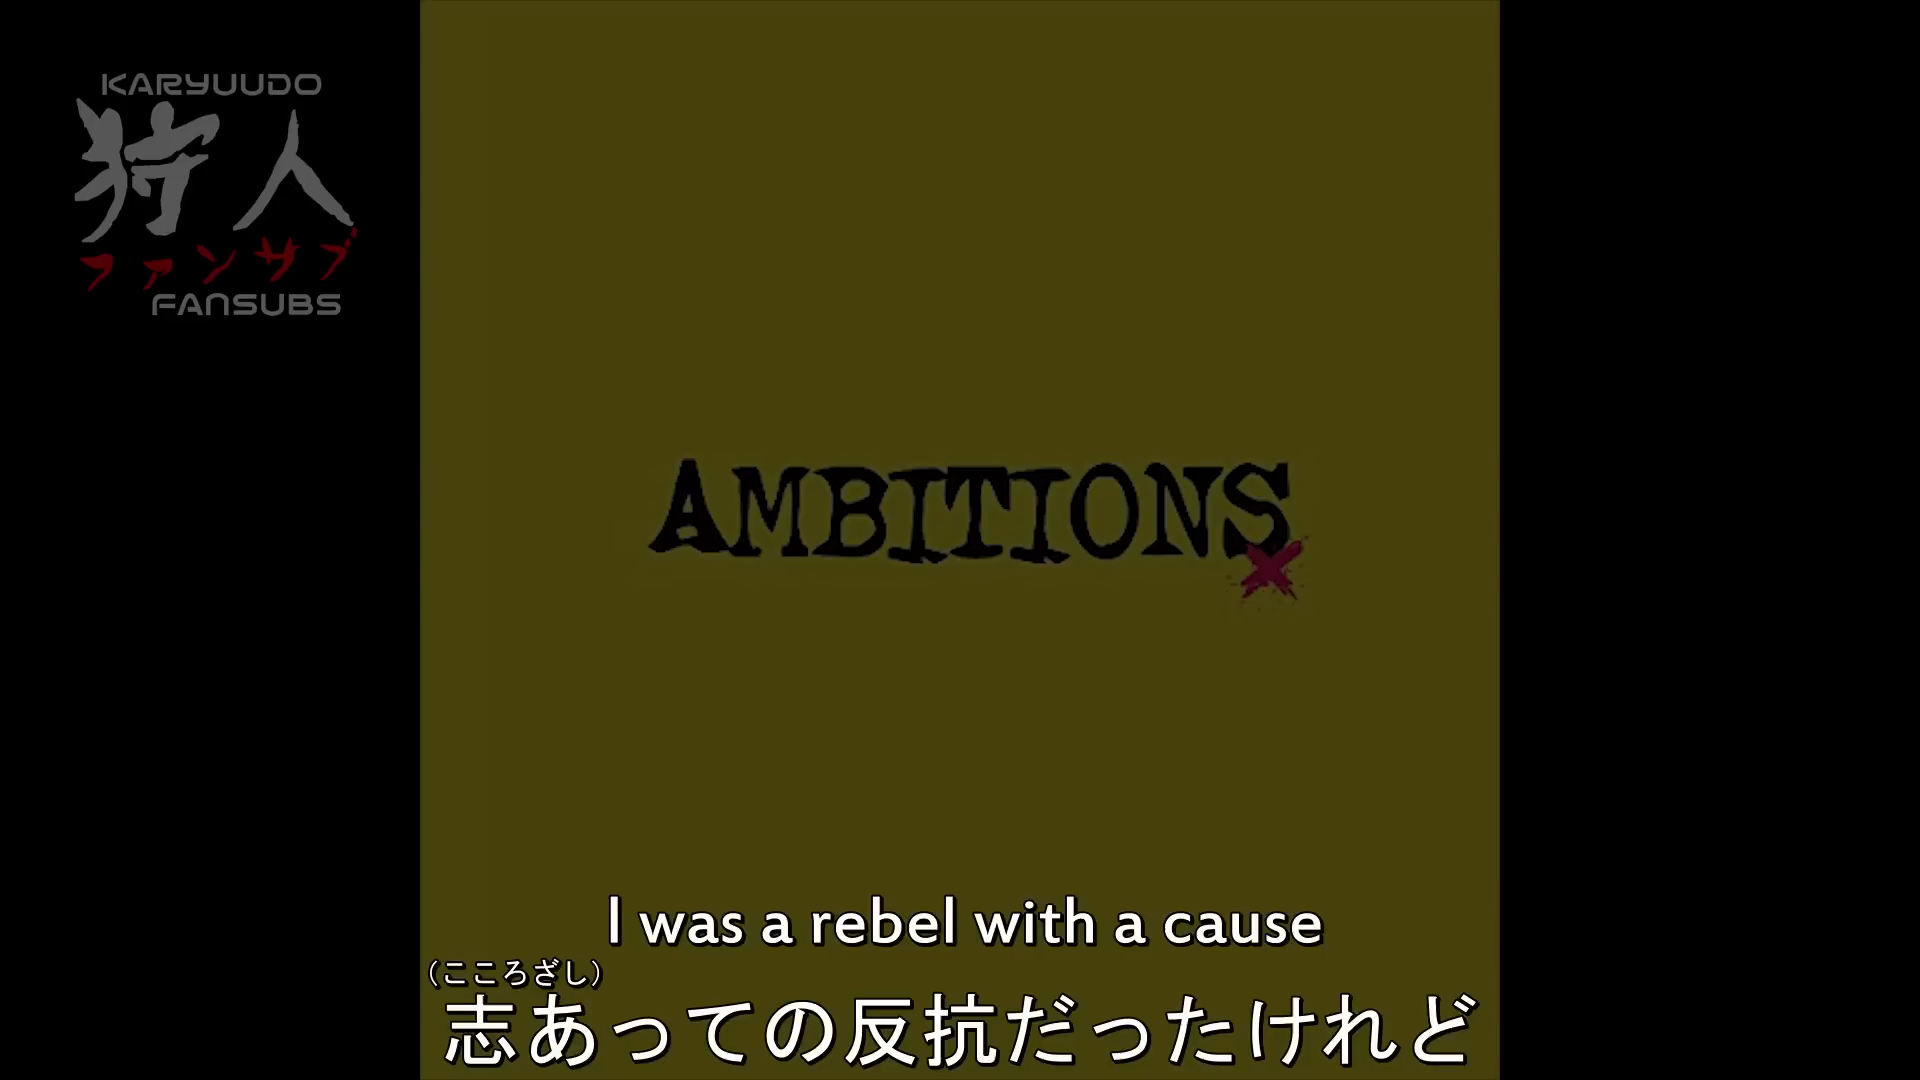 KARYUUDO
狩人
ファンサブ
FANSUBS
AMBITIONS
I was a rebel with a cause
（こころざし）
志あっての反抗だったけれど